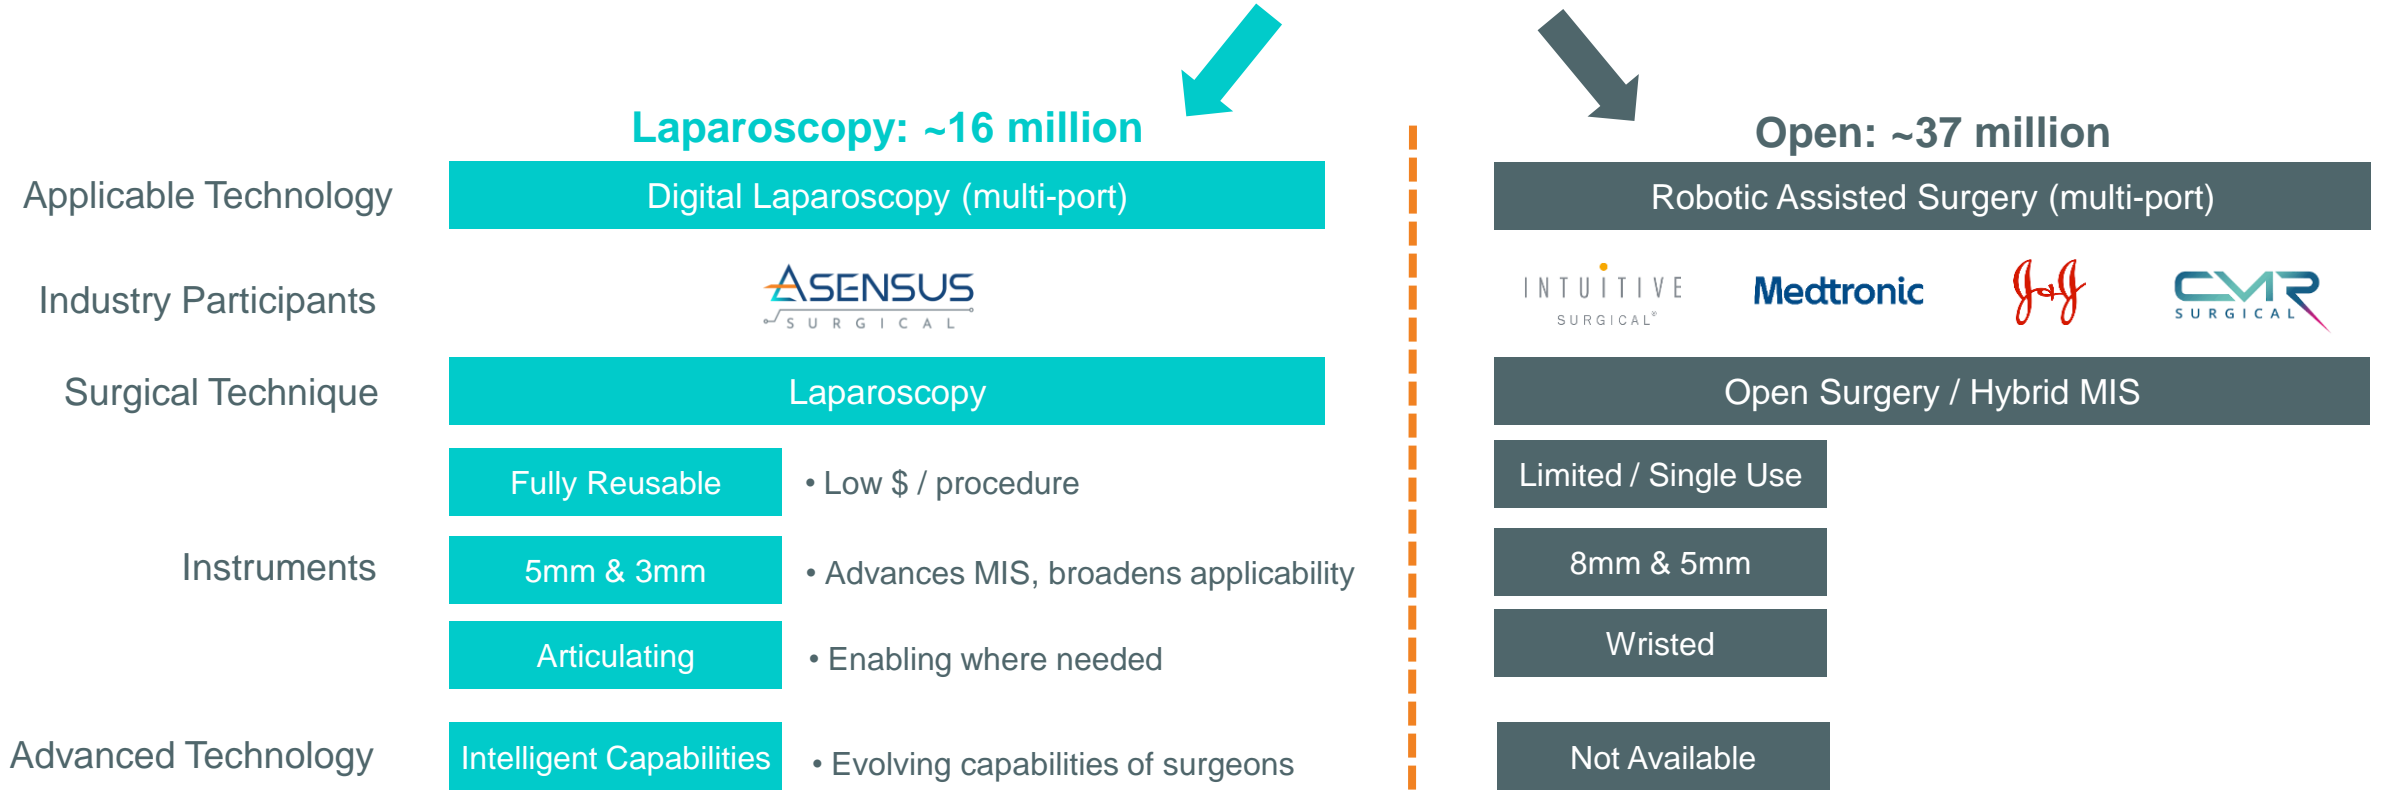 Laparoscopy: ~16 million
Open: ~37 million
Applicable Technology
Digital Laparoscopy (multi-port)
Robotic Assisted Surgery (multi-port)
Industry Participants
ASENSUS
SURGICAL
INTUITIVE
SURGICAL®
Medtronic
J&J
CMR
SURGICAL
Surgical Technique
Laparoscopy
Open Surgery / Hybrid MIS
Instruments
Fully Reusable
• Low $ / procedure
Limited / Single Use
5mm & 3mm
• Advances MIS, broadens applicability
8mm & 5mm
Articulating
• Enabling where needed
Wristed
Advanced Technology
Intelligent Capabilities
• Evolving capabilities of surgeons
Not Available